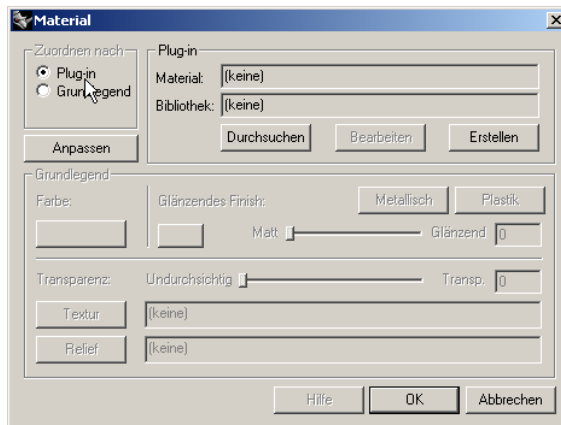 Material
Zuordnen nach
Plug-in
Grundlegend
Anpassen
Plug-in
Material: (keine)
Bibliothek: (keine)
Durchsuchen Bearbeiten Erstellen
Grundlegend
Farbe: Glänzendes Finish: Metallisch Plastik
Matt Glänzend 0
Transparenz: Undurchsichtig Transp. 0
Textur (keine)
Relief (keine)
Hilfe OK Abbrechen